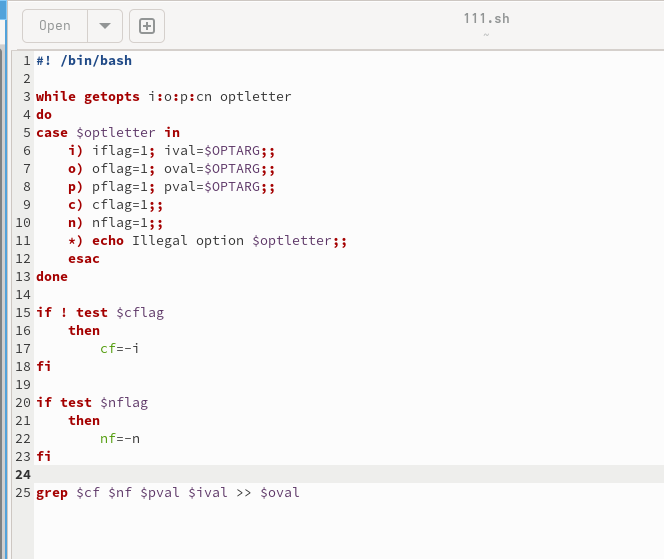 Open
111.sh
~
1 #! /bin/bash
2
3 while getopts i:o:p:cn optletter
4 do
5 case $optletter in
6     i) iflag=1; ival=$OPTARG;;
7     o) oflag=1; oval=$OPTARG;;
8     p) pflag=1; pval=$OPTARG;;
9     c) cflag=1;;
10     n) nflag=1;;
11     *) echo Illegal option $optletter;;
12     esac
13 done
14
15 if ! test $cflag
16     then
17         cf=-i
18 fi
19
20 if test $nflag
21     then
22         nf=-n
23 fi
24
25 grep $cf $nf $pval $ival >> $oval